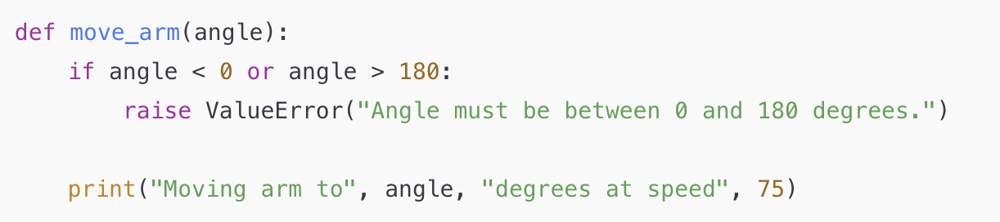 def move_arm(angle):
    if angle < 0 or angle > 180:
        raise ValueError("Angle must be between 0 and 180 degrees.")
    print("Moving arm to", angle, "degrees at speed", 75)